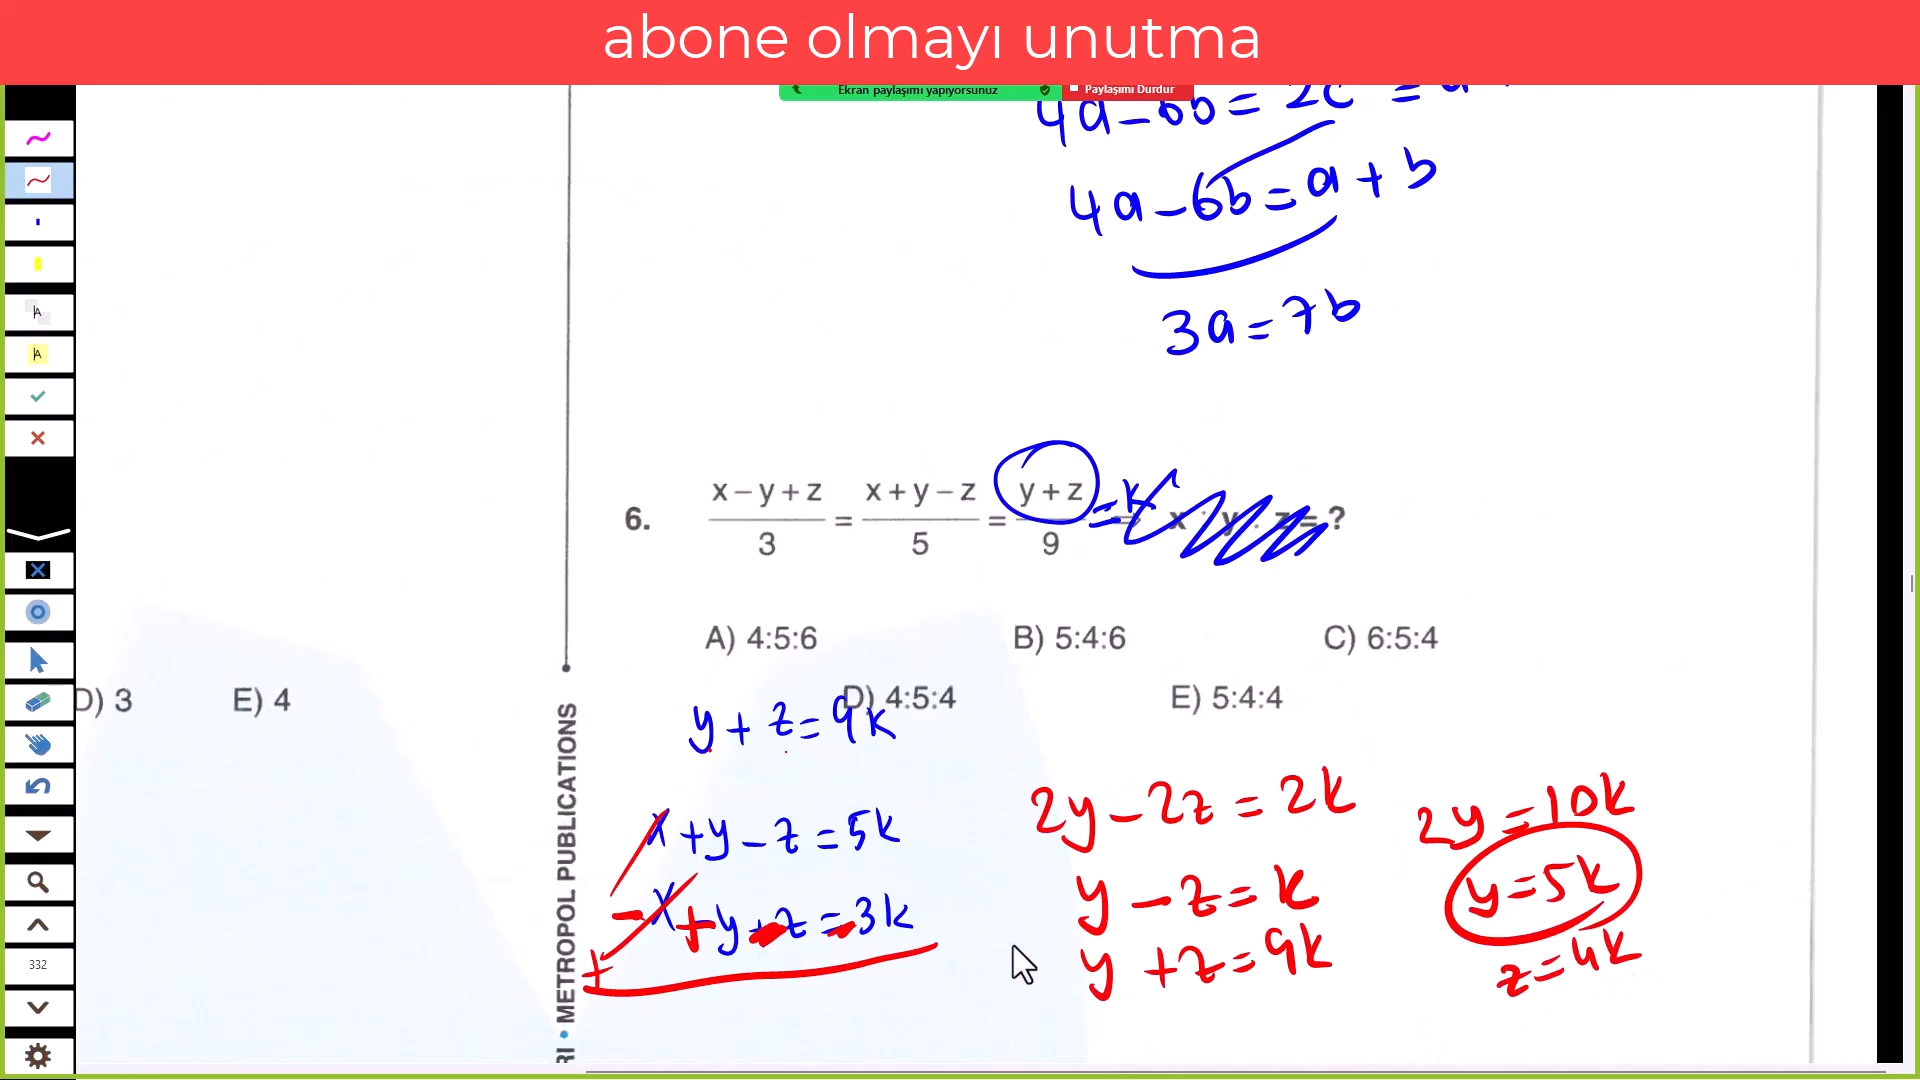 abone olmayı unutma
Ekran paylaşımı yapıyorsunuz Paylaşımı Durdur
4a-6b=2c =
4a-6b=a+b
3a=7b
6. x-y+z/3 = x+y-z/5 = y+z/9 =k ⇒ x : y : z = ?
A) 4:5:6 B) 5:4:6 C) 6:5:4
D) 4:5:4 E) 5:4:4
D) 3 E) 4
y+z=9k
x+y-z=5k
-x+y-z=-3k
+
2y-2z=2k
y-z=k
y+z=9k
2y=10k
y=5k
z=4k
RI • METROPOL PUBLICATIONS
A
A
332